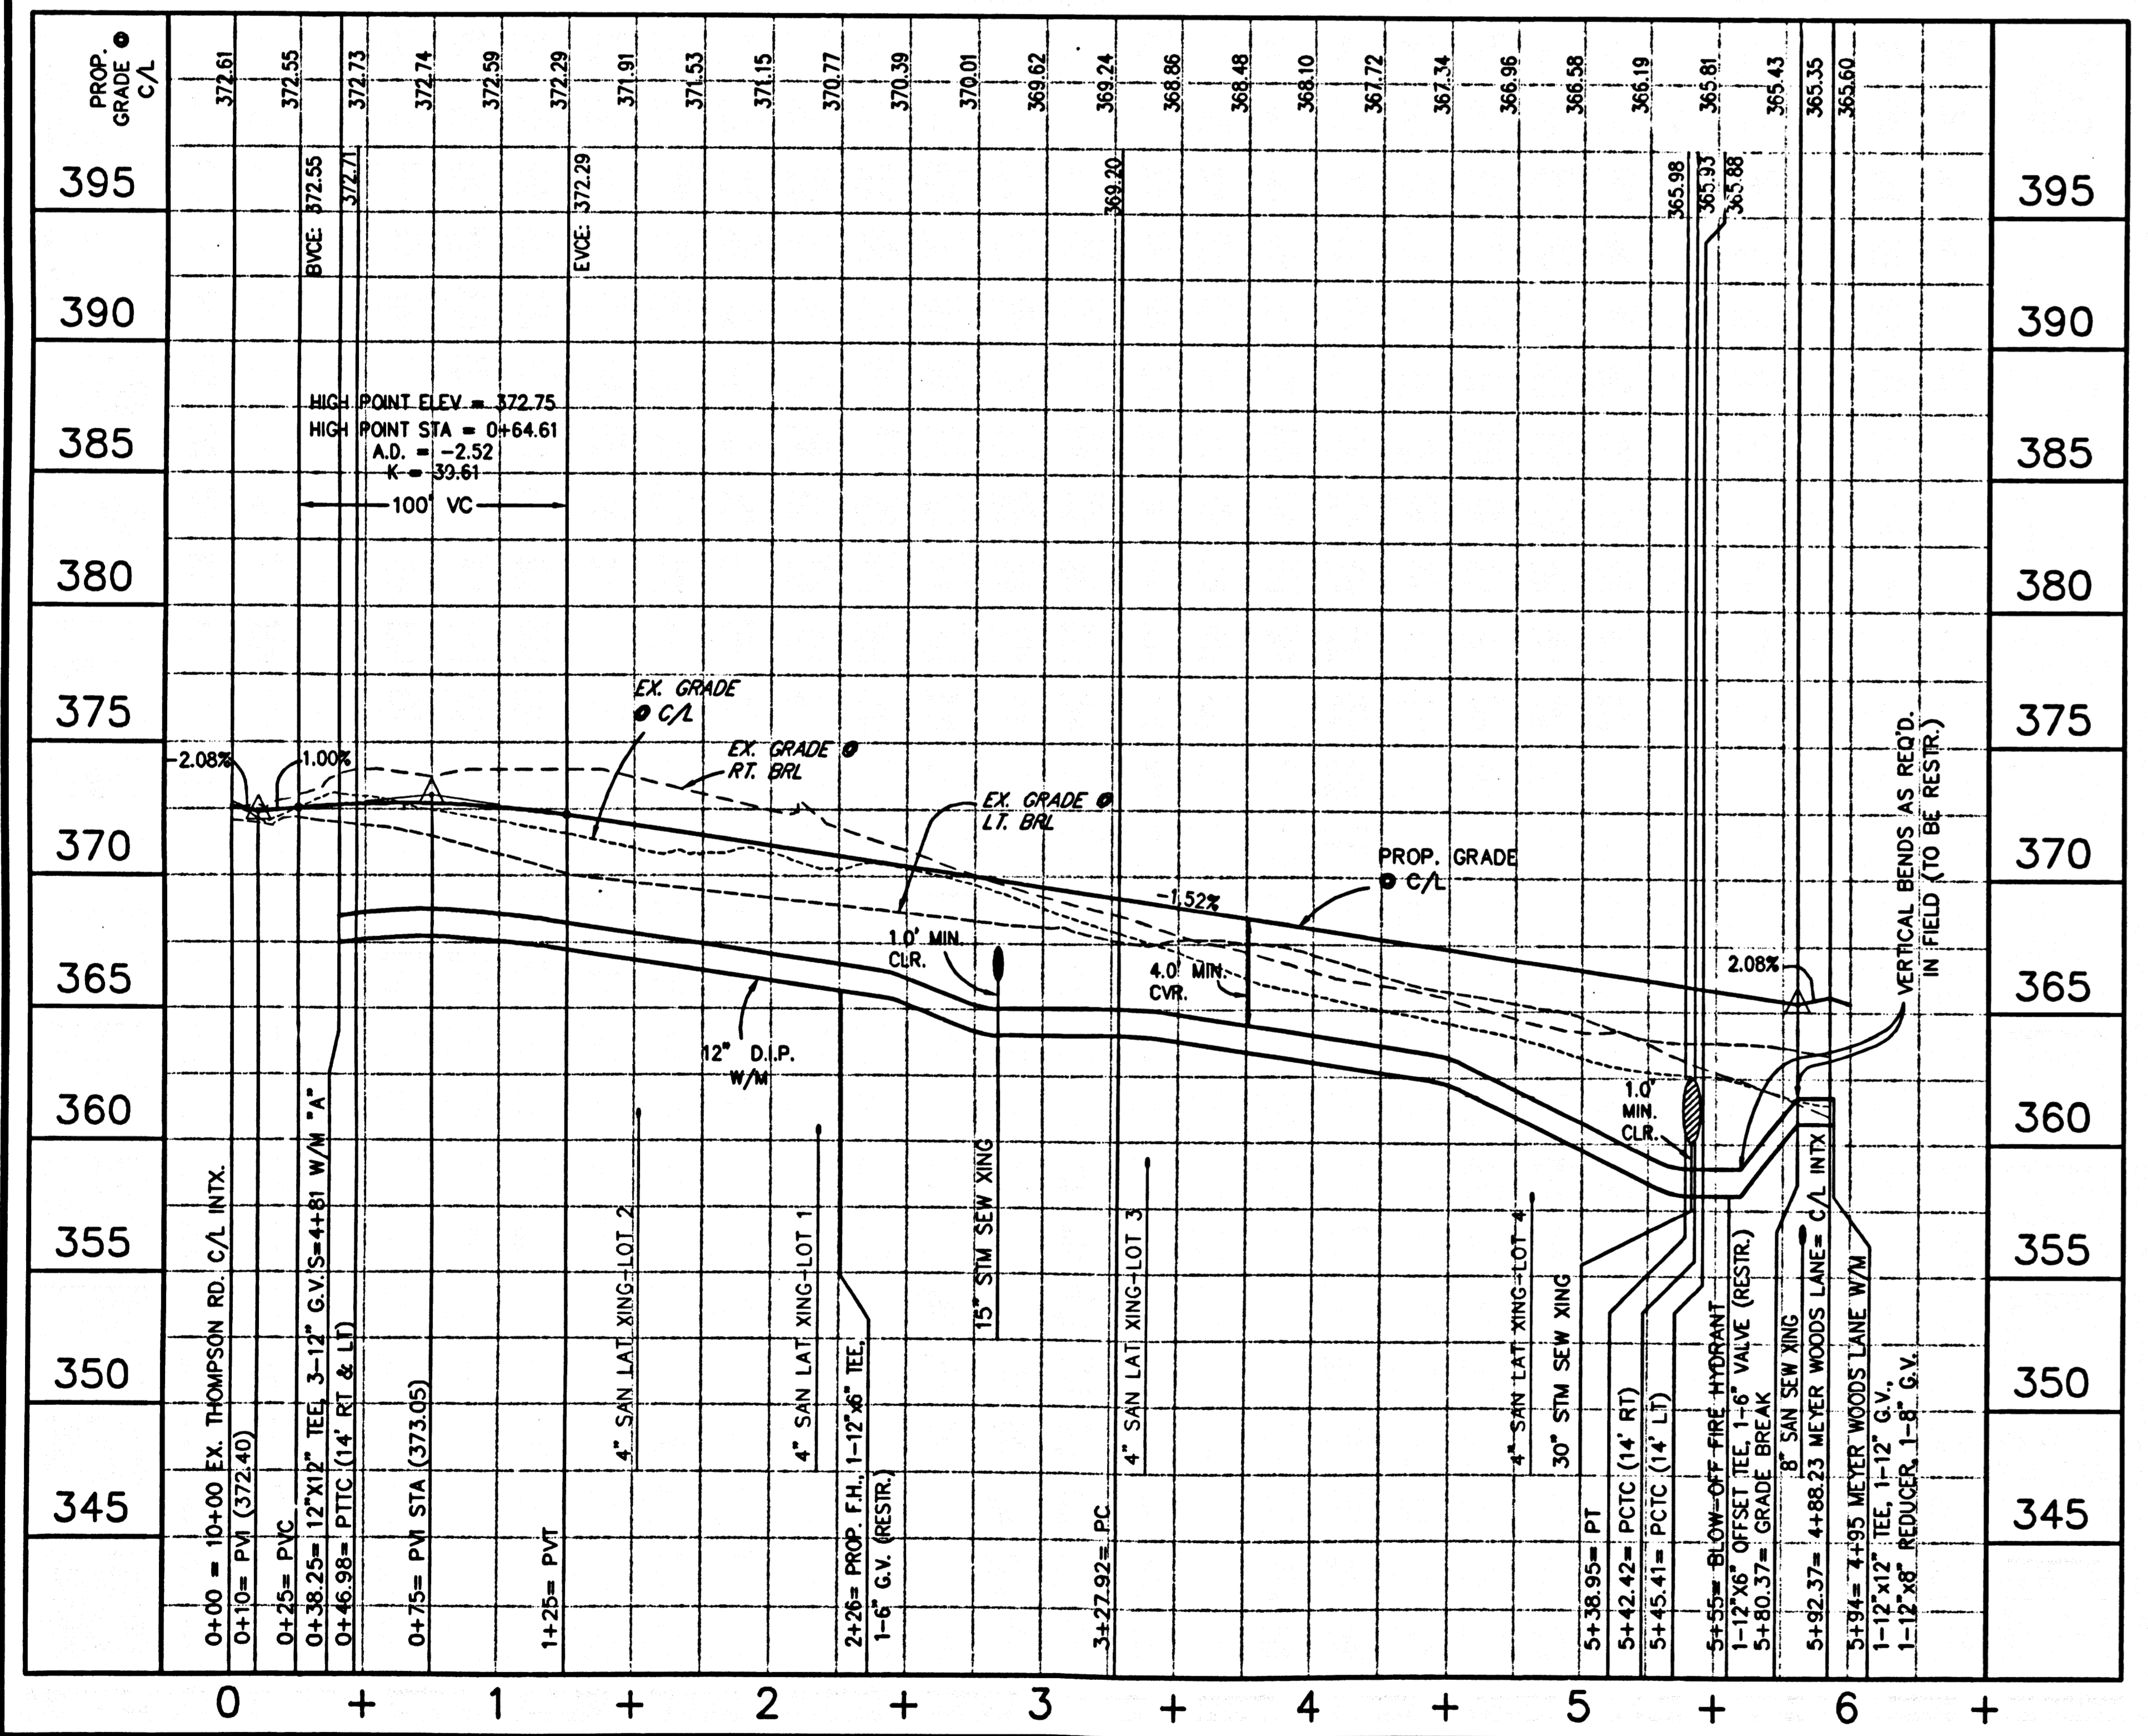 PROP.
GRADE @
C/L
372.61
372.55
372.73
372.74
372.59
372.29
371.91
371.53
371.15
370.77
370.39
370.01
369.62
369.24
368.86
368.48
368.10
367.72
367.34
366.96
366.58
366.19
365.81
365.43
365.35
365.60
BVCE: 372.55
372.71
EVCE: 372.29
369.20
365.98
365.93
365.88
395
395
390
390
HIGH POINT ELEV = 372.75
HIGH POINT STA = 0+64.61
A.D. = -2.52
K = 39.61
100' VC
385
385
380
380
375
375
EX. GRADE
@ C/L
EX. GRADE @
RT. BRL
EX. GRADE @
LT. BRL
-2.08%
1.00%
PROP. GRADE
@ C/L
-1.52%
VERTICAL BENDS AS REQ'D.
IN FIELD (TO BE RESTR.)
370
370
1.0' MIN.
CLR.
4.0' MIN.
CVR.
2.08%
365
365
12" D.I.P.
W/M
1.0'
MIN.
CLR.
360
360
355
355
350
350
345
345
0+00 = 10+00 EX. THOMPSON RD. C/L INTX.
0+10= PVI (372.40)
0+25= PVC
0+38.25= 12"X12" TEE, 3-12" G.V.'S=4+81 W/M "A"
0+46.98= PTTC (14' RT & LT)
0+75= PVI STA (373.05)
1+25= PVT
4" SAN LAT XING-LOT 2
4" SAN LAT XING-LOT 1
2+26= PROP. F.H., 1-12"x6" TEE,
1-6" G.V. (RESTR.)
15" STM SEW XING
3+27.92= PC
4" SAN LAT XING-LOT 3
4" SAN LAT XING-LOT 4
30" STM SEW XING
5+38.95= PT
5+42.42= PCTC (14' RT)
5+45.41= PCTC (14' LT)
5+55= BLOW-OFF FIRE HYDRANT
1-12"X6" OFFSET TEE, 1-6" VALVE (RESTR.)
5+80.37= GRADE BREAK
8" SAN SEW XING
5+92.37= 4+88.23 MEYER WOODS LANE= C/L INTX
5+94= 4+95 MEYER WOODS LANE W/M
1-12"x12" TEE, 1-12" G.V.,
1-12"x8" REDUCER, 1-8" G.V.
0 + 1 + 2 + 3 + 4 + 5 + 6 +